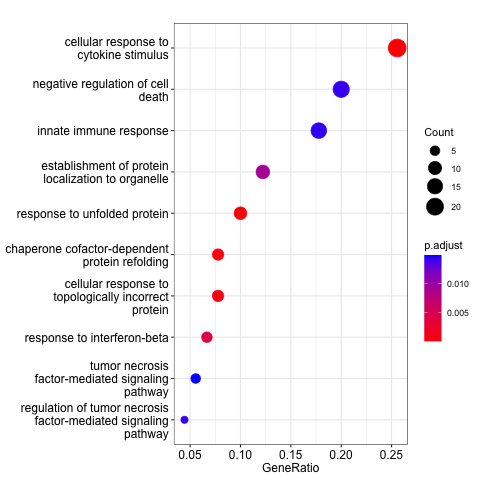 cellular response to
cytokine stimulus
negative regulation of cell
death
innate immune response
establishment of protein
localization to organelle
response to unfolded protein
chaperone cofactor-dependent
protein refolding
cellular response to
topologically incorrect
protein
response to interferon-beta
tumor necrosis
factor-mediated signaling
pathway
regulation of tumor necrosis
factor-mediated signaling
pathway
0.05 0.10 0.15 0.20 0.25
GeneRatio
Count
5
10
15
20
p.adjust
0.010
0.005